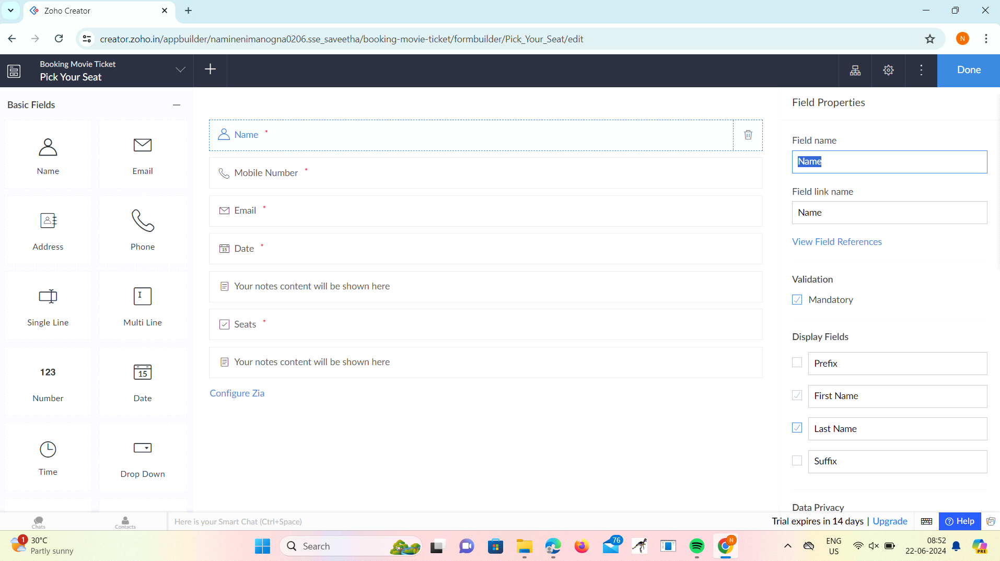 Zoho Creator
creator.zoho.in/appbuilder/naminenimanogna0206.sse_saveetha/booking-movie-ticket/formbuilder/Pick_Your_Seat/edit
N
Booking Movie Ticket
Pick Your Seat
Done
Basic Fields
Name
Email
Address
Phone
Single Line
Multi Line
123
Number
15
Date
Time
Drop Down
Name *
Mobile Number *
Email *
15 Date *
Your notes content will be shown here
Seats *
Your notes content will be shown here
Configure Zia
Field Properties
Field name
Name
Field link name
Name
View Field References
Validation
Mandatory
Display Fields
Prefix
First Name
Last Name
Suffix
Data Privacy
Chats
Contacts
Here is your Smart Chat (Ctrl+Space)
Trial expires in 14 days | Upgrade
Help
1
30°C
Partly sunny
Search
76
N
ENG
US
08:52
22-06-2024
PRE